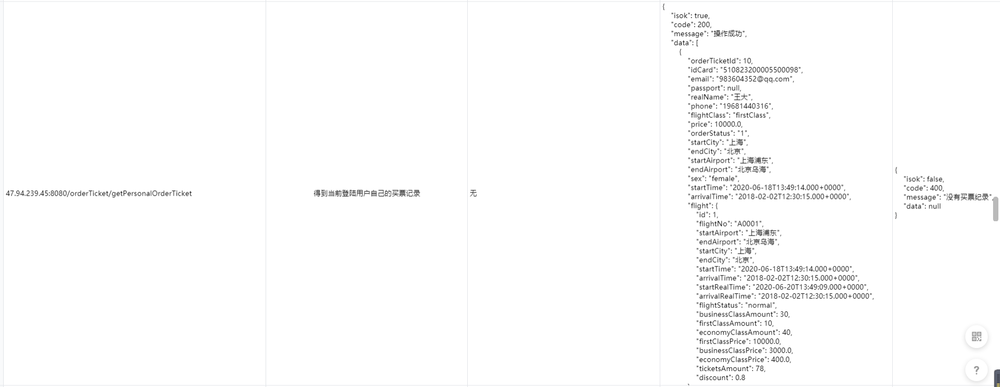 47.94.239.45:8080/orderTicket/getPersonalOrderTicket
得到当前登陆用户自己的买票记录
无
{
"isok": true,
"code": 200,
"message": "操作成功",
"data": [
{
"orderTicketId": 10,
"idCard": "510823200005500098",
"email": "983604352@qq.com",
"passport": null,
"realName": "王大",
"phone": "19681440316",
"flightClass": "firstClass",
"price": 10000.0,
"orderStatus": "1",
"startCity": "上海",
"endCity": "北京",
"startAirport": "上海浦东",
"endAirport": "北京乌海",
"sex": "female",
"startTime": "2020-06-18T13:49:14.000+0000",
"arrivalTime": "2018-02-02T12:30:15.000+0000",
"flight": {
"id": 1,
"flightNo": "A0001",
"startAirport": "上海浦东",
"endAirport": "北京乌海",
"startCity": "上海",
"endCity": "北京",
"startTime": "2020-06-18T13:49:14.000+0000",
"arrivalTime": "2018-02-02T12:30:15.000+0000",
"startRealTime": "2020-06-20T13:49:09.000+0000",
"arrivalRealTime": "2018-02-02T12:30:15.000+0000",
"flightStatus": "normal",
"businessClassAmount": 30,
"firstClassAmount": 10,
"economyClassAmount": 40,
"firstClassPrice": 10000.0,
"businessClassPrice": 3000.0,
"economyClassPrice": 400.0,
"ticketsAmount": 78,
"discount": 0.8
{
"isok": false,
"code": 400,
"message": "没有买票纪录",
"data": null
}
?